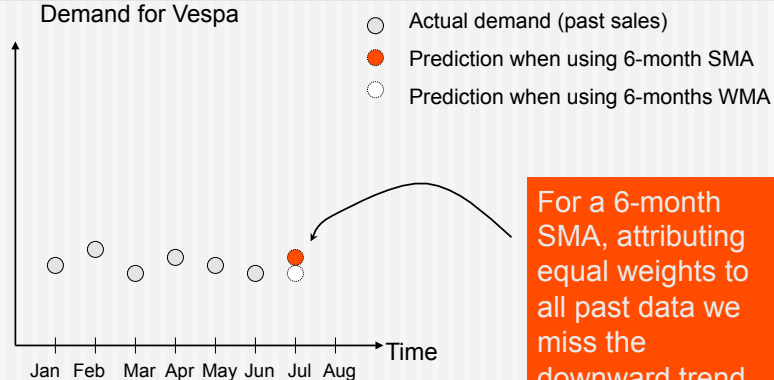 Demand for Vespa
Actual demand (past sales)
Prediction when using 6-month SMA
Prediction when using 6-months WMA
For a 6-month
SMA, attributing
equal weights to
all past data we
miss the
downward trend
Time
Jan Feb Mar Apr May Jun Jul Aug